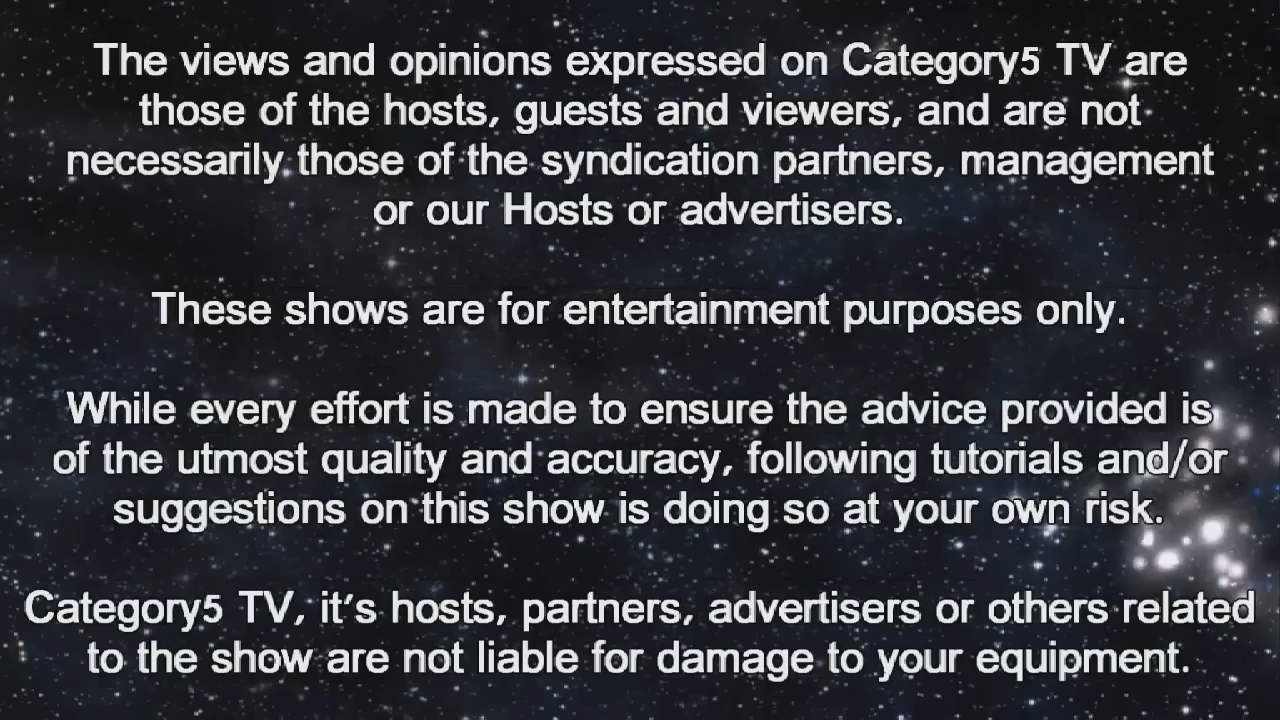 The views and opinions expressed on Category5 TV are
those of the hosts, guests and viewers, and are not
necessarily those of the syndication partners, management
or our Hosts or advertisers.
These shows are for entertainment purposes only.
While every effort is made to ensure the advice provided is
of the utmost quality and accuracy, following tutorials and/or
suggestions on this show is doing so at your own risk.
Category5 TV, it's hosts, partners, advertisers or others related
to the show are not liable for damage to your equipment.